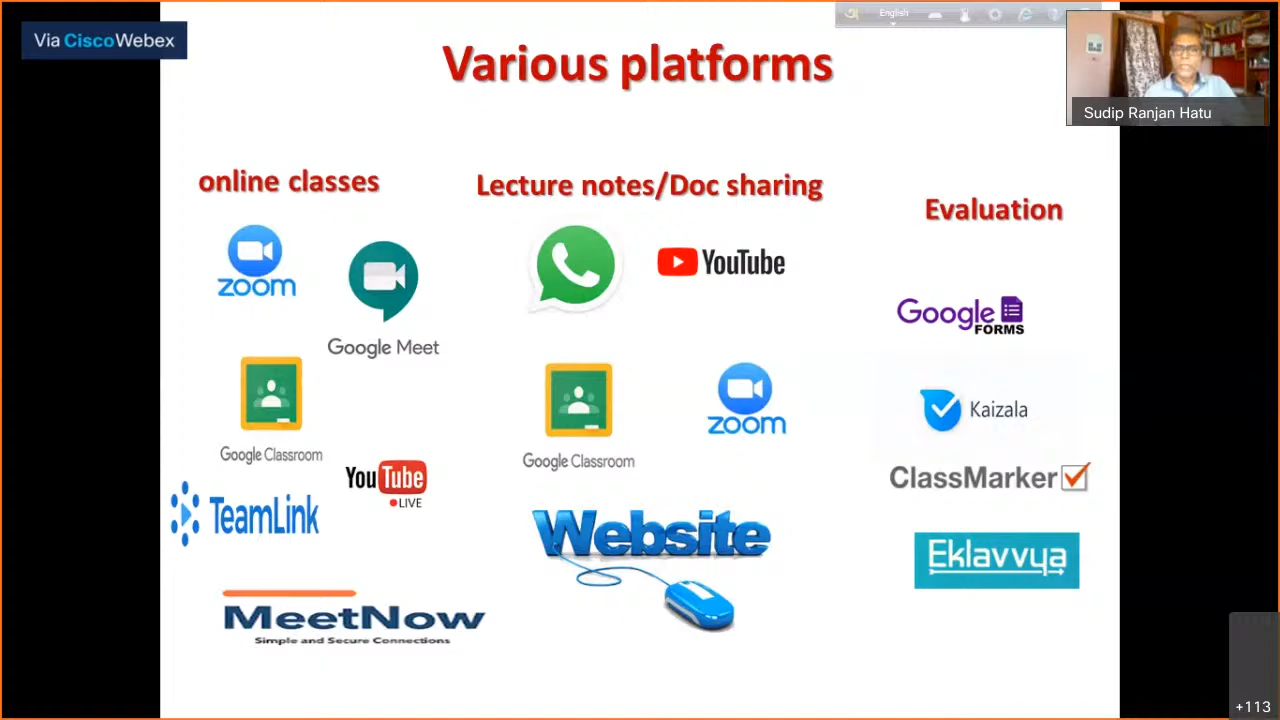 Via CiscoWebex
English
Various platforms
Sudip Ranjan Hatu
online classes
zoom
Google Meet
Google Classroom
YouTube
LIVE
TeamLink
MeetNow
Simple and Secure Connections
Lecture notes/Doc sharing
YouTube
Google Classroom
zoom
Website
Evaluation
Google
FORMS
Kaizala
ClassMarker
Eklavvya
+113